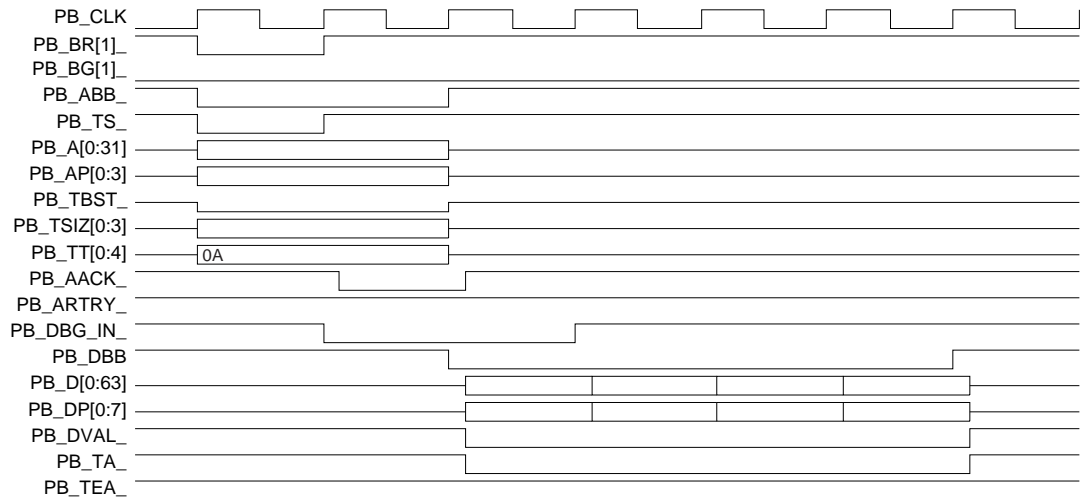 PB_CLK
PB_BR[1]_
PB_BG[1]_
PB_ABB_
PB_TS_
PB_A[0:31]
PB_AP[0:3]
PB_TBST_
PB_TSIZ[0:3]
PB_TT[0:4] 0A
PB_AACK_
PB_ARTRY_
PB_DBG_IN_
PB_DBB
PB_D[0:63]
PB_DP[0:7]
PB_DVAL_
PB_TA_
PB_TEA_